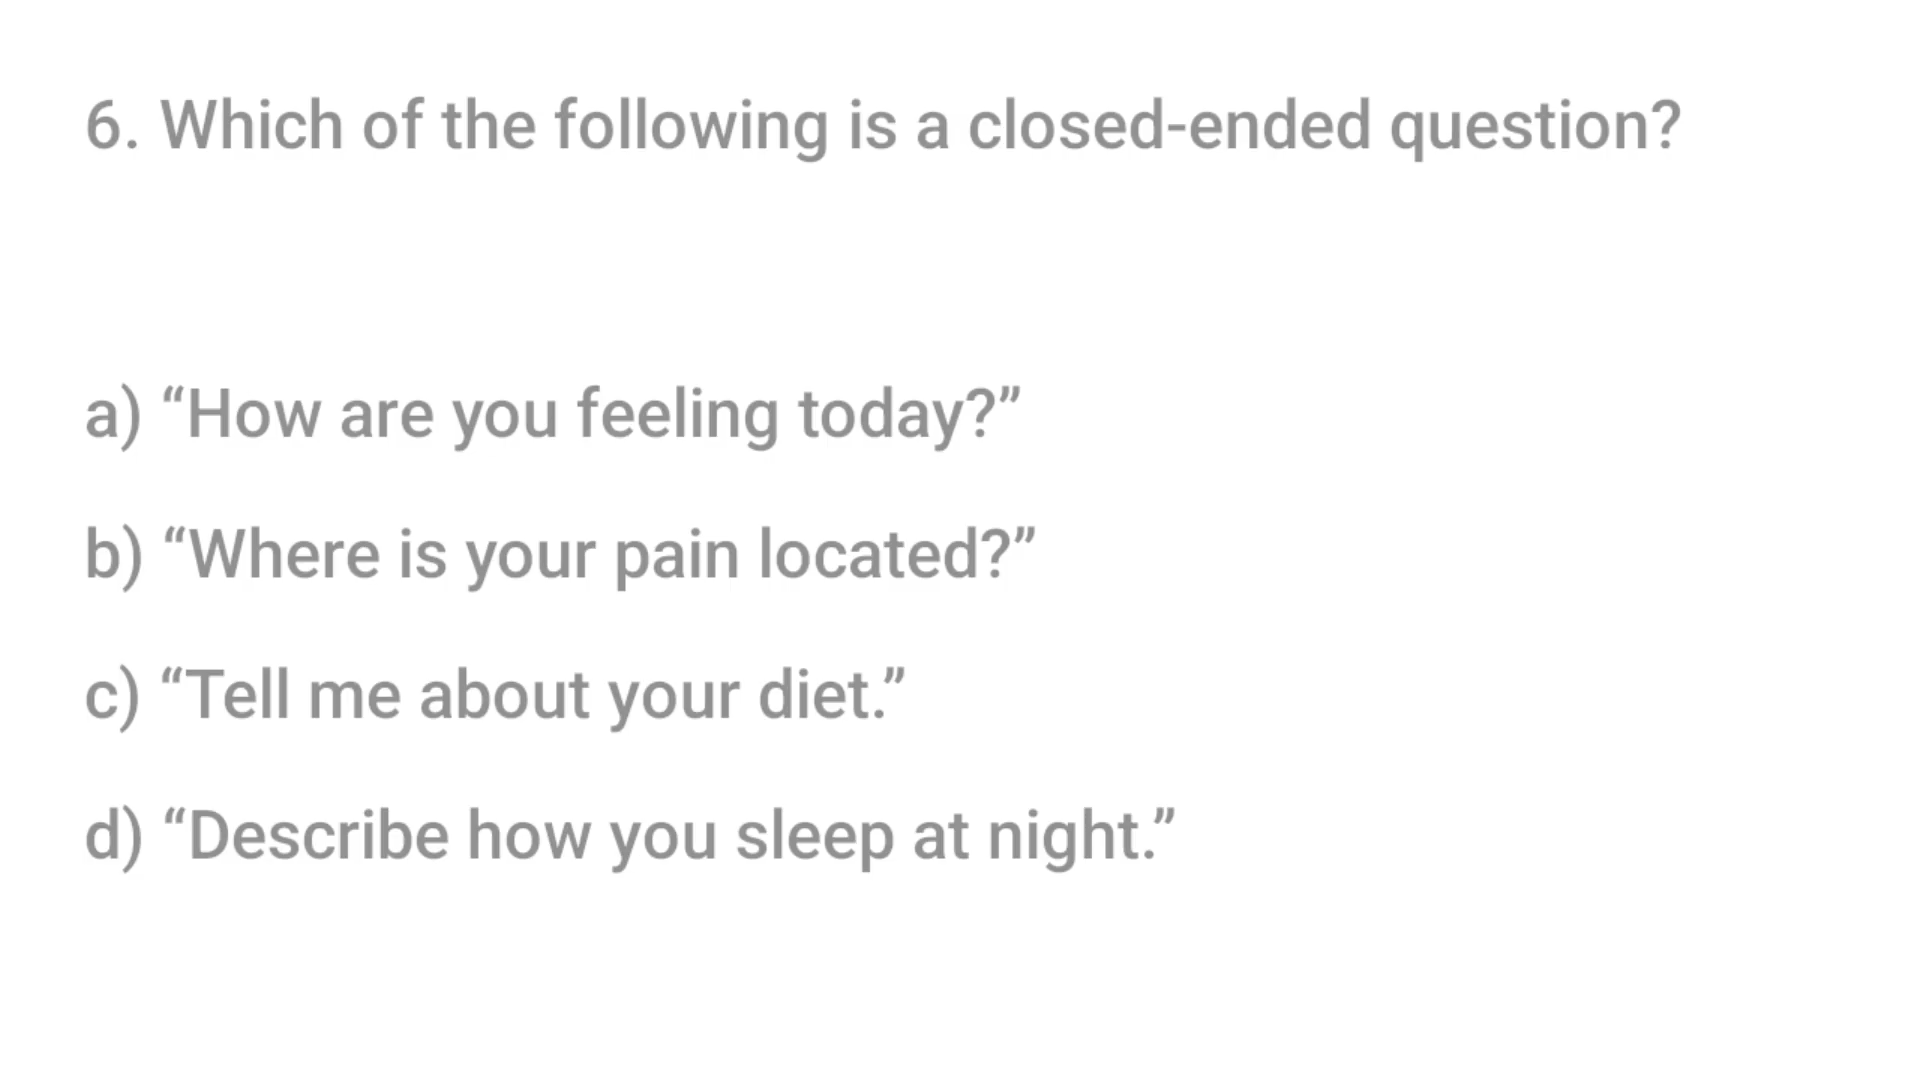 6. Which of the following is a closed-ended question?
a) “How are you feeling today?”
b) “Where is your pain located?”
c) “Tell me about your diet.”
d) “Describe how you sleep at night.”